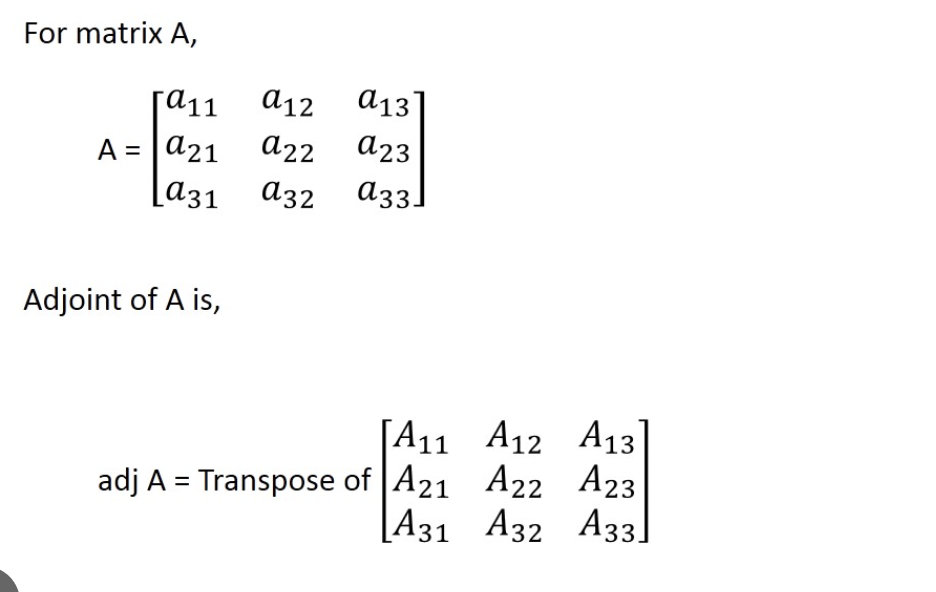 For matrix A,
A = [a₁₁ a₁₂ a₁₃
a₂₁ a₂₂ a₂₃
a₃₁ a₃₂ a₃₃]
Adjoint of A is,
adj A = Transpose of [A₁₁ A₁₂ A₁₃
A₂₁ A₂₂ A₂₃
A₃₁ A₃₂ A₃₃]